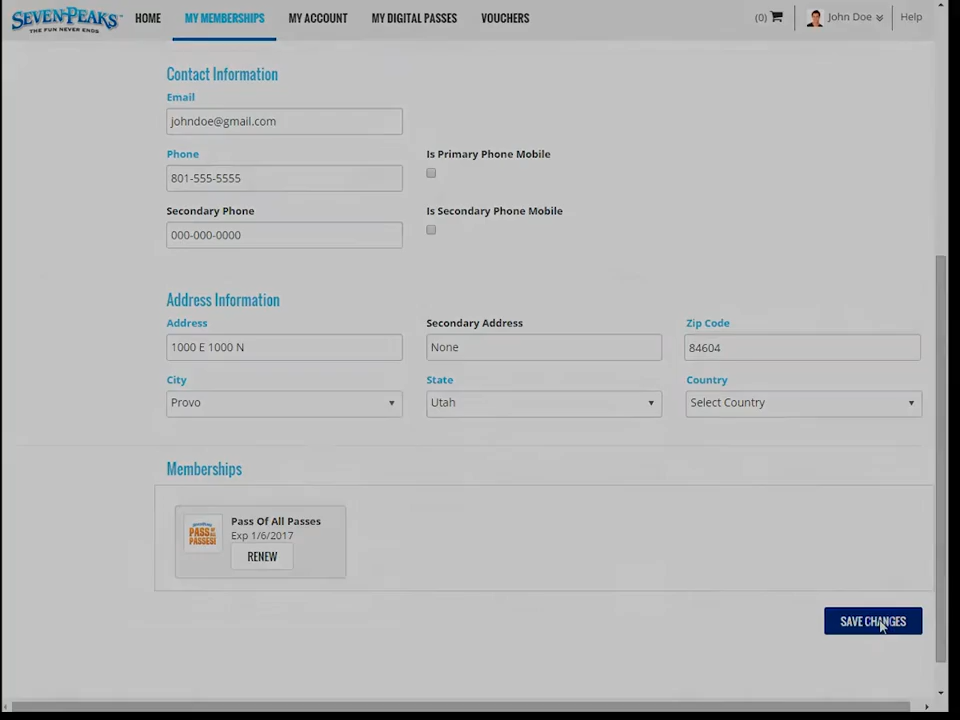 SEVEN-PEAKS
THE FUN NEVER ENDS
HOME MY MEMBERSHIPS MY ACCOUNT MY DIGITAL PASSES VOUCHERS (0) John Doe Help
Contact Information
Email
johndoe@gmail.com
Phone Is Primary Phone Mobile
801-555-5555
Secondary Phone Is Secondary Phone Mobile
000-000-0000
Address Information
Address Secondary Address Zip Code
1000 E 1000 N None 84604
City State Country
Provo Utah Select Country
Memberships
Pass Of All Passes
Exp 1/6/2017
RENEW
PASS
PASSES!
SAVE CHANGES